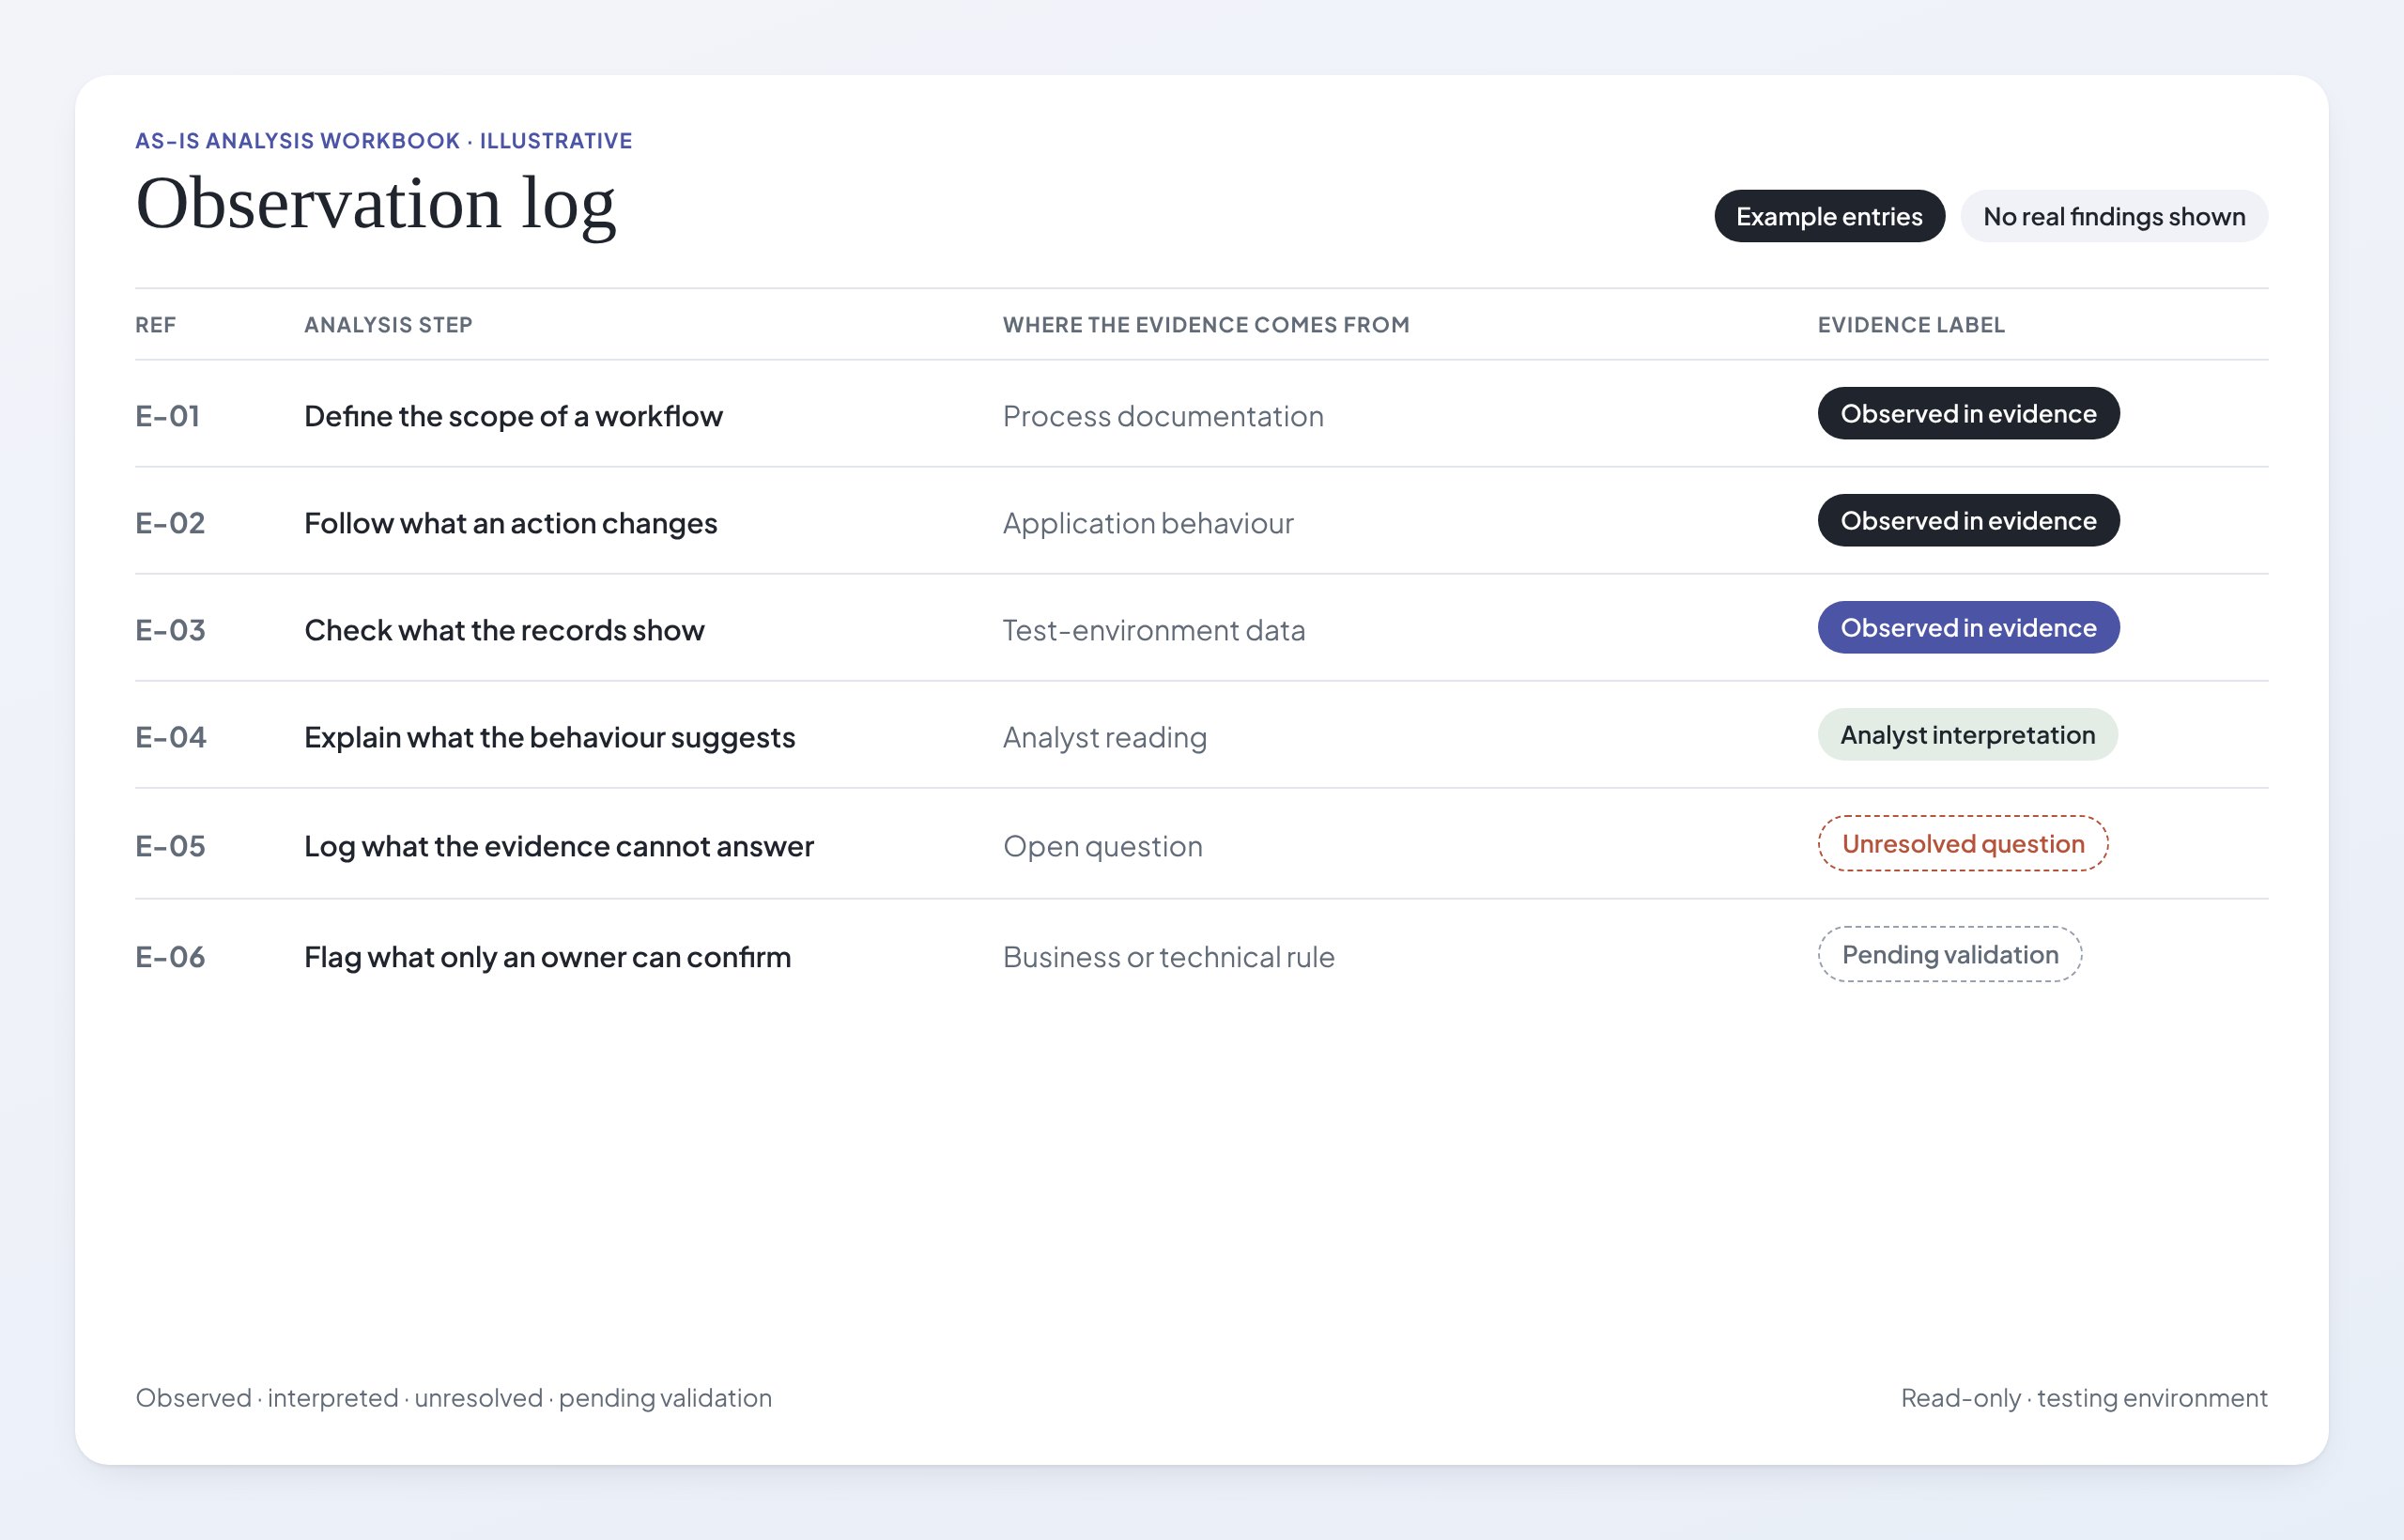 AS-IS ANALYSIS WORKBOOK · ILLUSTRATIVE
Observation log
Example entries
No real findings shown
REF ANALYSIS STEP WHERE THE EVIDENCE COMES FROM EVIDENCE LABEL
E-01 Define the scope of a workflow Process documentation Observed in evidence
E-02 Follow what an action changes Application behaviour Observed in evidence
E-03 Check what the records show Test-environment data Observed in evidence
E-04 Explain what the behaviour suggests Analyst reading Analyst interpretation
E-05 Log what the evidence cannot answer Open question Unresolved question
E-06 Flag what only an owner can confirm Business or technical rule Pending validation
Observed · interpreted · unresolved · pending validation
Read-only · testing environment